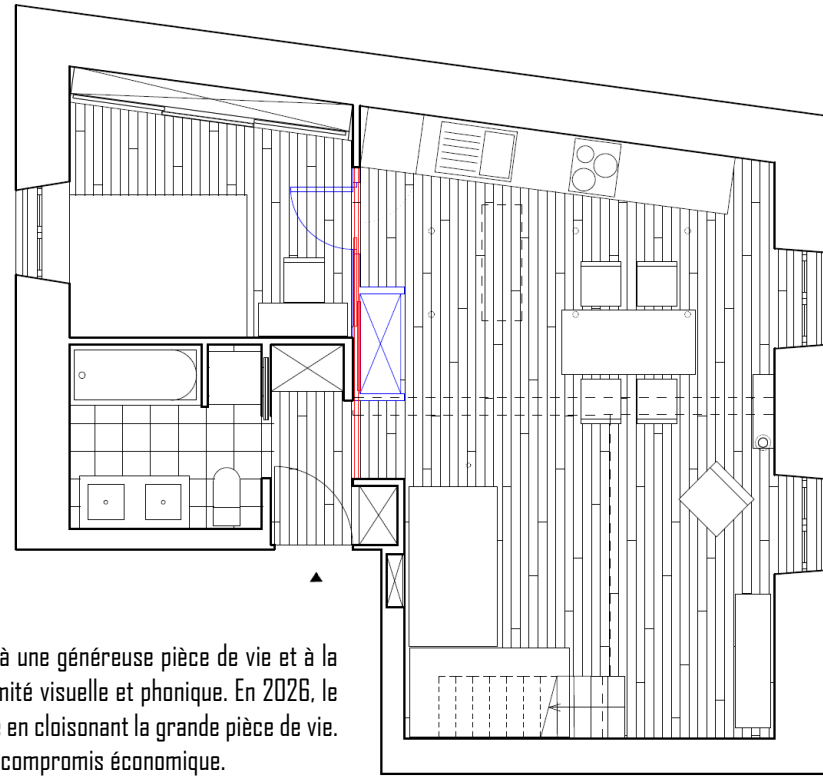 à une généreuse pièce de vie et à la
mité visuelle et phonique. En 2026, le
en cloisonant la grande pièce de vie.
compromis économique.